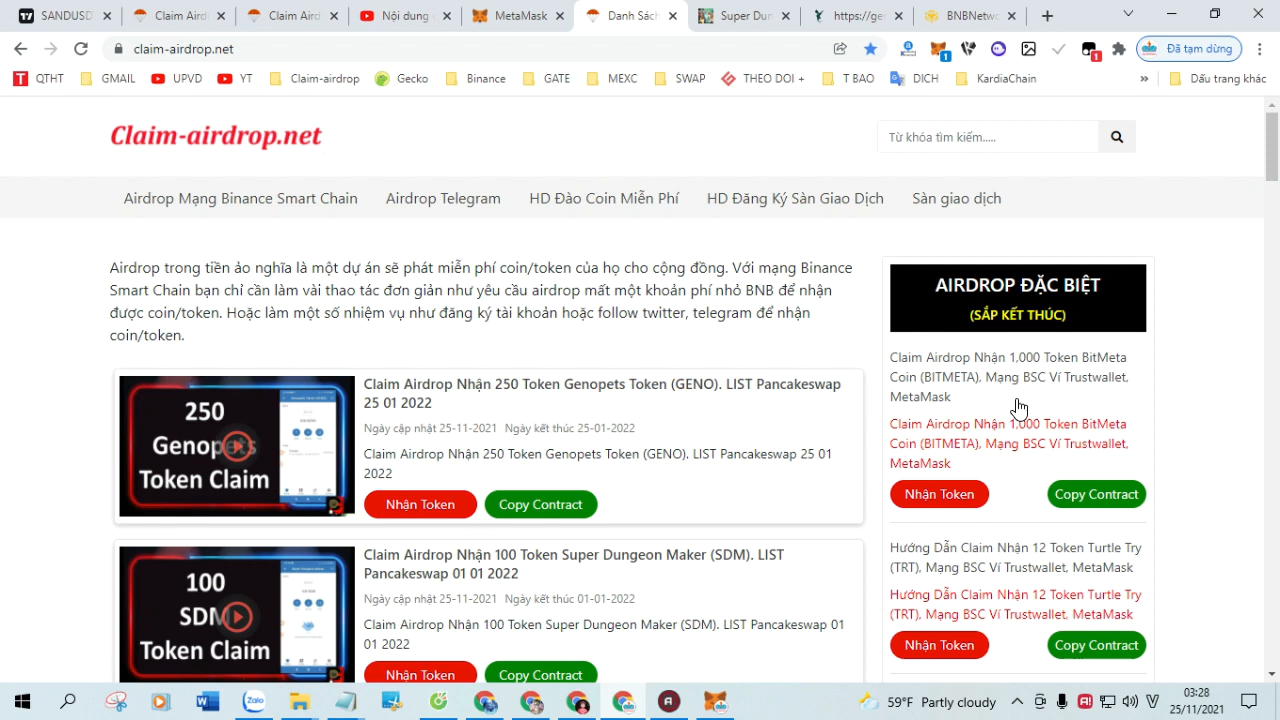 SANDUSD
Claim Aird
Claim Aird
Nội dung
MetaMask
Danh Sách
Super Dun
https://ge
BNBNetwo
claim-airdrop.net
Đã tạm dừng
QTHT
GMAIL
UPVD
YT
Claim-airdrop
Gecko
Binance
GATE
MEXC
SWAP
THEO DOI +
T BAO
DICH
KardiaChain
Dấu trang khác
Claim-airdrop.net
Từ khóa tìm kiếm.....
Airdrop Mạng Binance Smart Chain
Airdrop Telegram
HD Đào Coin Miễn Phí
HD Đăng Ký Sàn Giao Dịch
Sàn giao dịch
Airdrop trong tiền ảo nghĩa là một dự án sẽ phát miễn phí coin/token của họ cho cộng đồng. Với mạng Binance
Smart Chain bạn chỉ cần làm vài thao tác đơn giản như yêu cầu airdrop mất một khoản phí nhỏ BNB để nhận
được coin/token. Hoặc làm một số nhiệm vụ như đăng ký tài khoản hoặc follow twitter, telegram để nhận
coin/token.
250
Genopets
Token Claim
Claim Airdrop Nhận 250 Token Genopets Token (GENO). LIST Pancakeswap
25 01 2022
Ngày cập nhật 25-11-2021 Ngày kết thúc 25-01-2022
Claim Airdrop Nhận 250 Token Genopets Token (GENO). LIST Pancakeswap 25 01
2022
Nhận Token
Copy Contract
100
SDM
Token Claim
Claim Airdrop Nhận 100 Token Super Dungeon Maker (SDM). LIST
Pancakeswap 01 01 2022
Ngày cập nhật 25-11-2021 Ngày kết thúc 01-01-2022
Claim Airdrop Nhận 100 Token Super Dungeon Maker (SDM). LIST Pancakeswap 01
01 2022
Nhận Token
Copy Contract
AIRDROP ĐẶC BIỆT
(SẮP KẾT THÚC)
Claim Airdrop Nhận 1,000 Token BitMeta
Coin (BITMETA), Mạng BSC Ví Trustwallet,
MetaMask
Claim Airdrop Nhận 1,000 Token BitMeta
Coin (BITMETA), Mạng BSC Ví Trustwallet,
MetaMask
Nhận Token
Copy Contract
Hướng Dẫn Claim Nhận 12 Token Turtle Try
(TRT), Mạng BSC Ví Trustwallet, MetaMask
Hướng Dẫn Claim Nhận 12 Token Turtle Try
(TRT), Mạng BSC Ví Trustwallet, MetaMask
Nhận Token
Copy Contract
Zalo
59°F Partly cloudy
03:28
25/11/2021